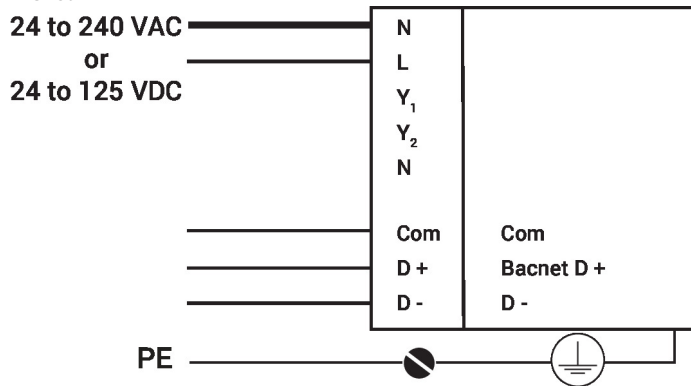 24 to 240 VAC
or
24 to 125 VDC
N
L
Y1
Y2
N
Com Com
D + Bacnet D +
D - D -
PE